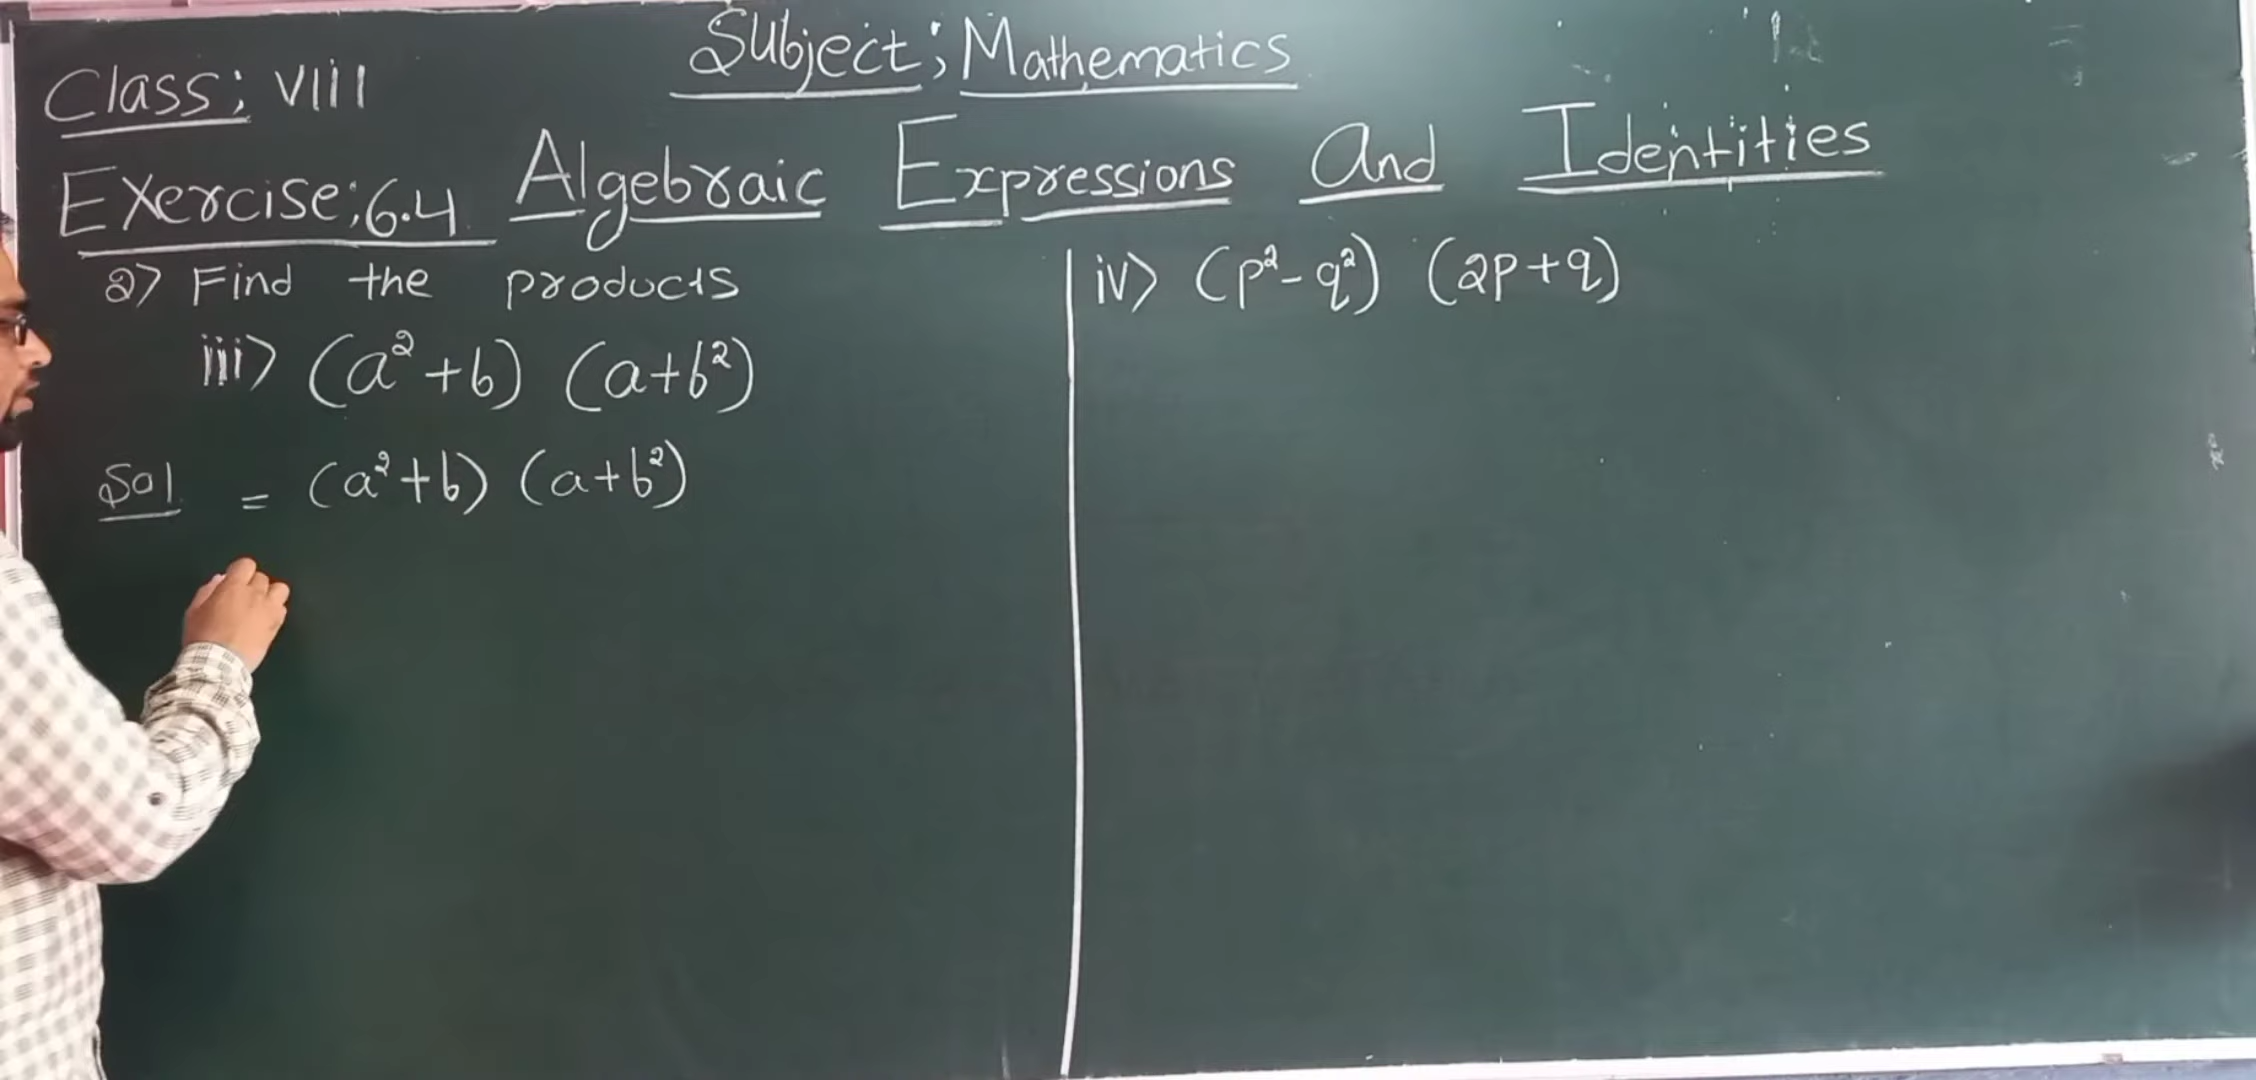 Subject; Mathematics
Class; VIII
Exercise; 6.4 Algebraic Expressions And Identities
2) Find the products
iii) (a²+b) (a+b²)
Sol = (a²+b) (a+b²)
iv) (p²-q²) (2p+q)